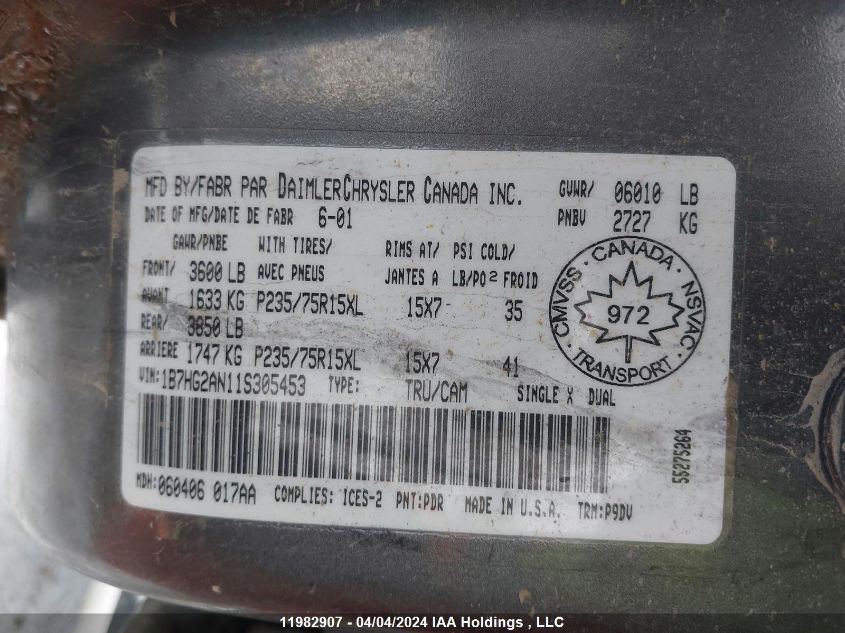 MFD BY/FABR PAR DAIMLERCHRYSLER CANADA INC. GVWR/ 06010 LB
DATE OF MFG/DATE DE FABR 6-01 PNBV 2727 KG
GAWR/PNBE WITH TIRES/ RIMS AT/ PSI COLD/
FRONT/ 3600 LB AVEC PNEUS JANTES A LB/PO2 FROID
AVANT 1633 KG P235/75R15XL 15X7 35
REAR/ 3850 LB
ARRIERE 1747 KG P235/75R15XL 15X7 41
CMVSS · CANADA · NSVAC
972
TRANSPORT
VIN: 1B7HG2AN11S305453 TYPE: TRU/CAM SINGLE X DUAL
55275264
MDH: 060406 017AA COMPLIES: ICES-2 PNT:PDR MADE IN U.S.A. TRM:P9DV
11982907 - 04/04/2024 IAA Holdings , LLC